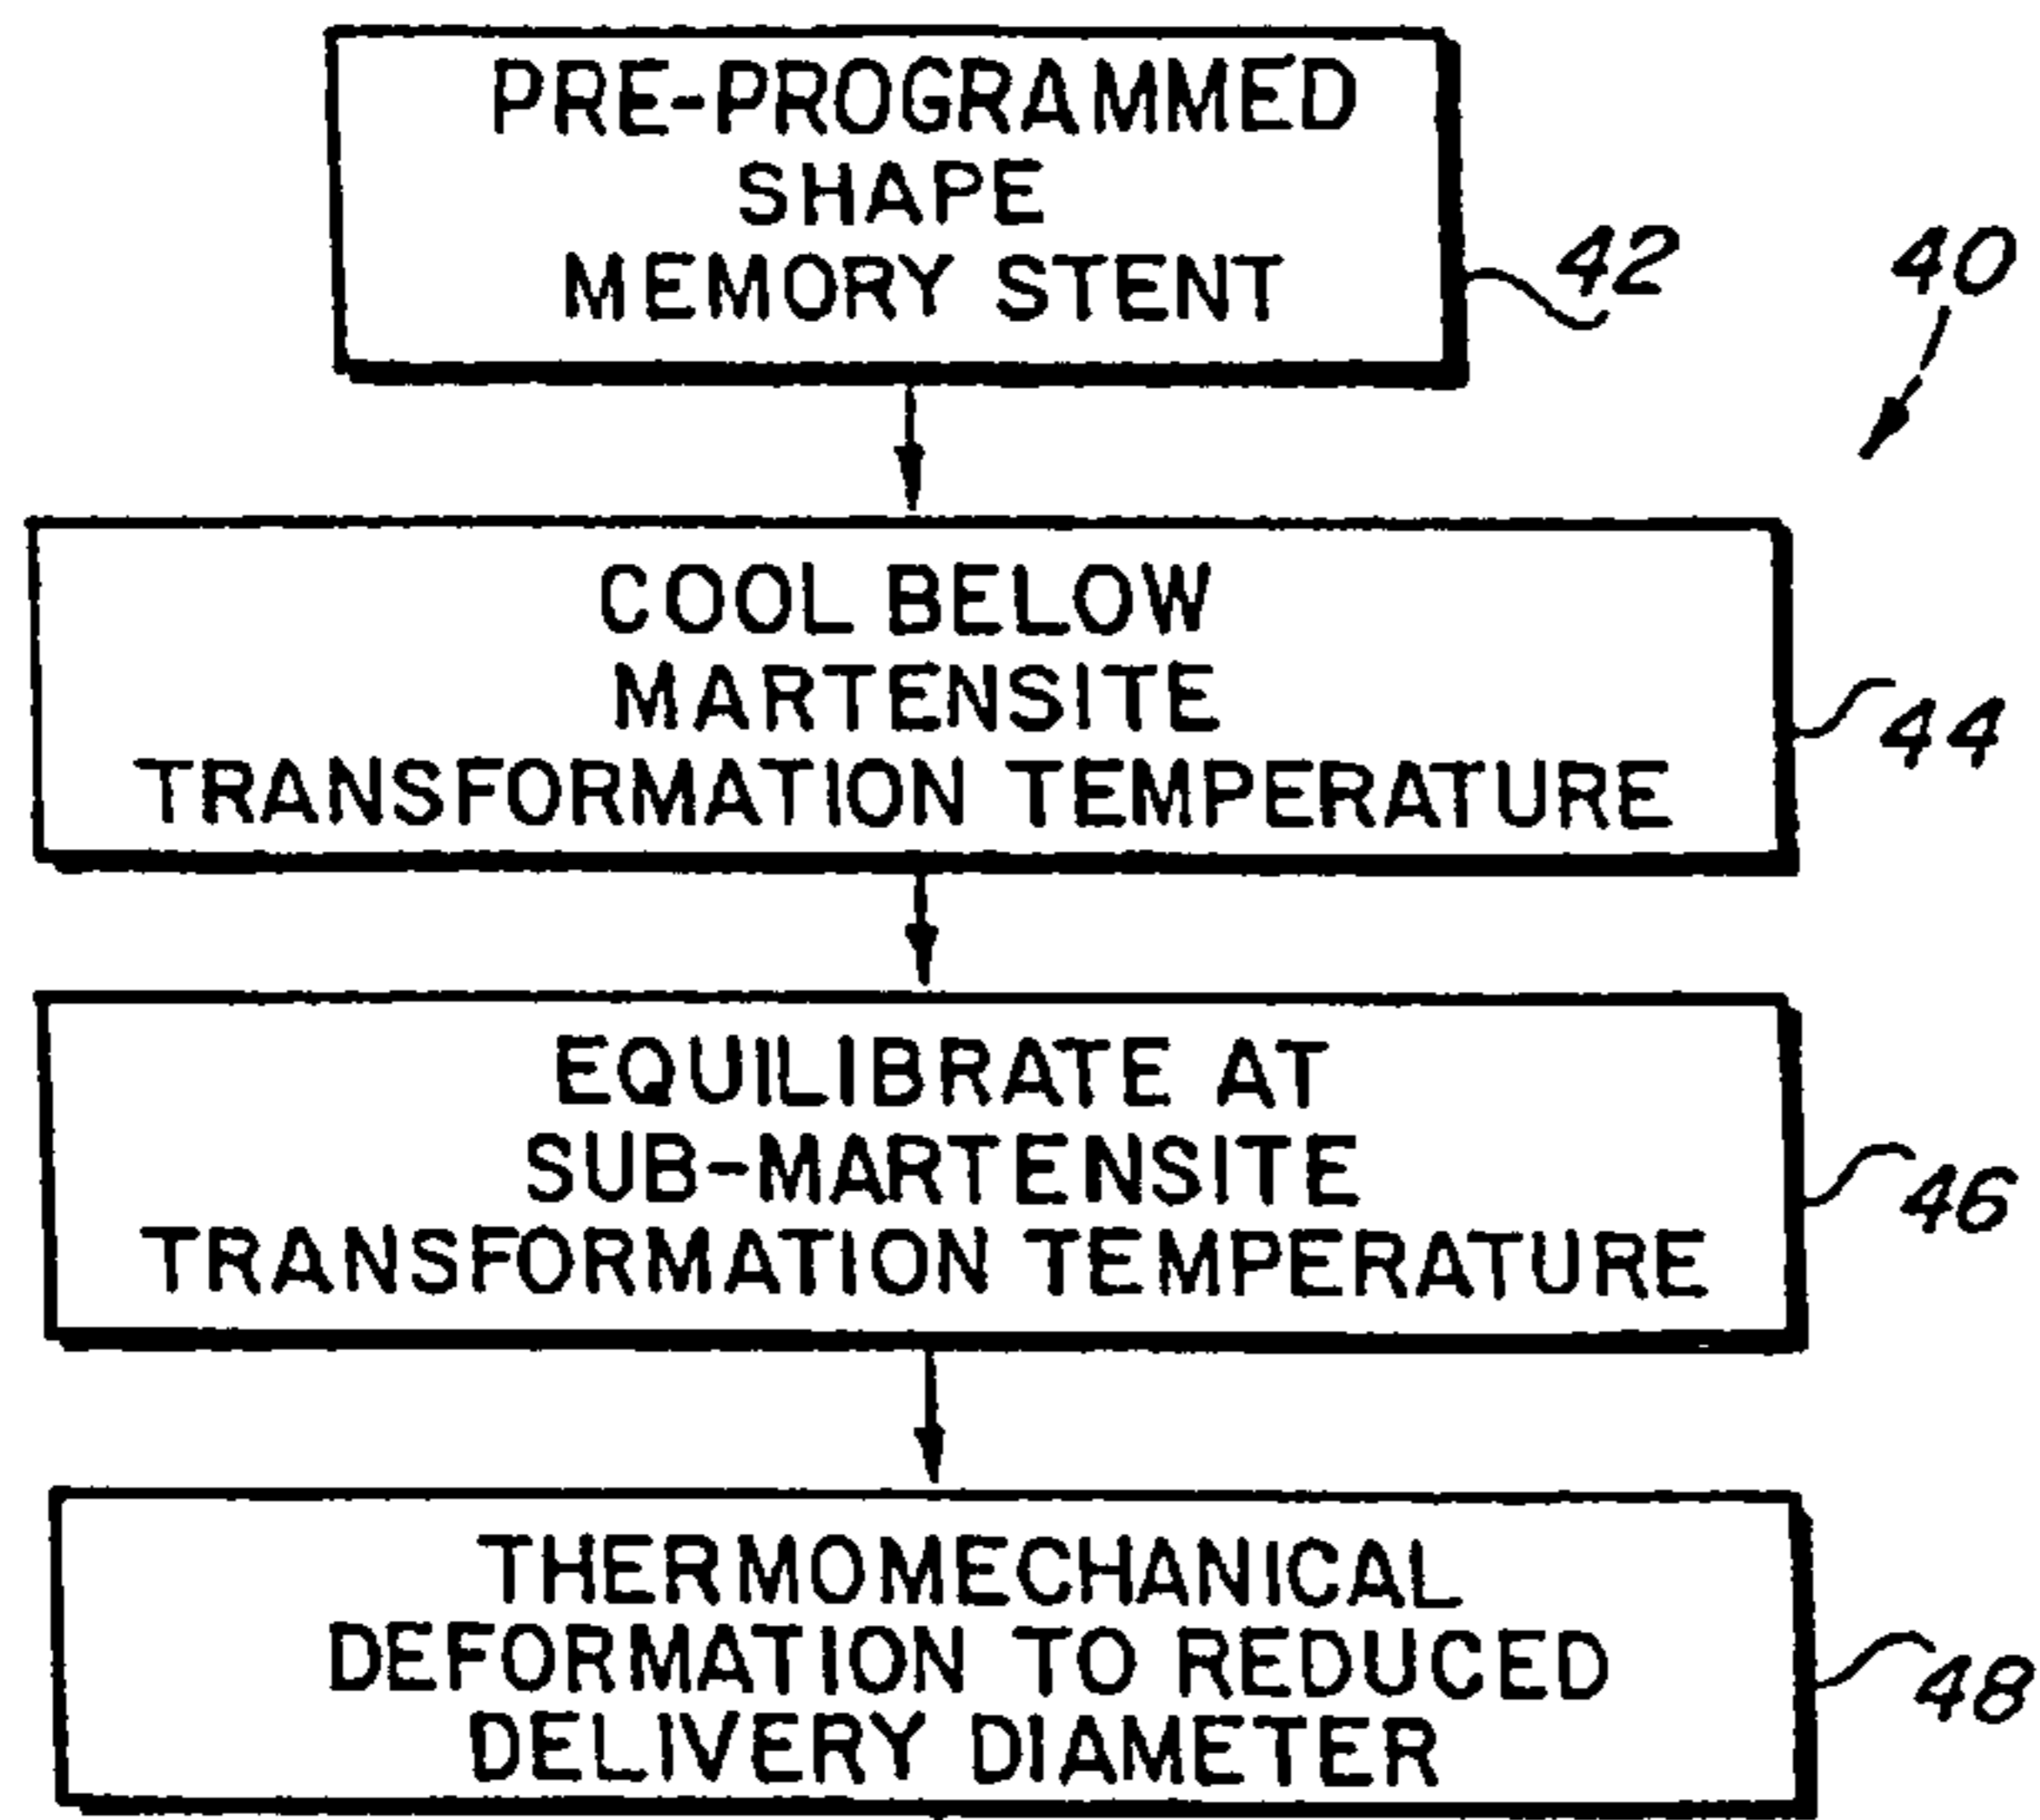 PRE-PROGRAMMED
SHAPE
MEMORY STENT
42
40
COOL BELOW
MARTENSITE
TRANSFORMATION TEMPERATURE
44
EQUILIBRATE AT
SUB-MARTENSITE
TRANSFORMATION TEMPERATURE
46
THERMOMECHANICAL
DEFORMATION TO REDUCED
DELIVERY DIAMETER
48